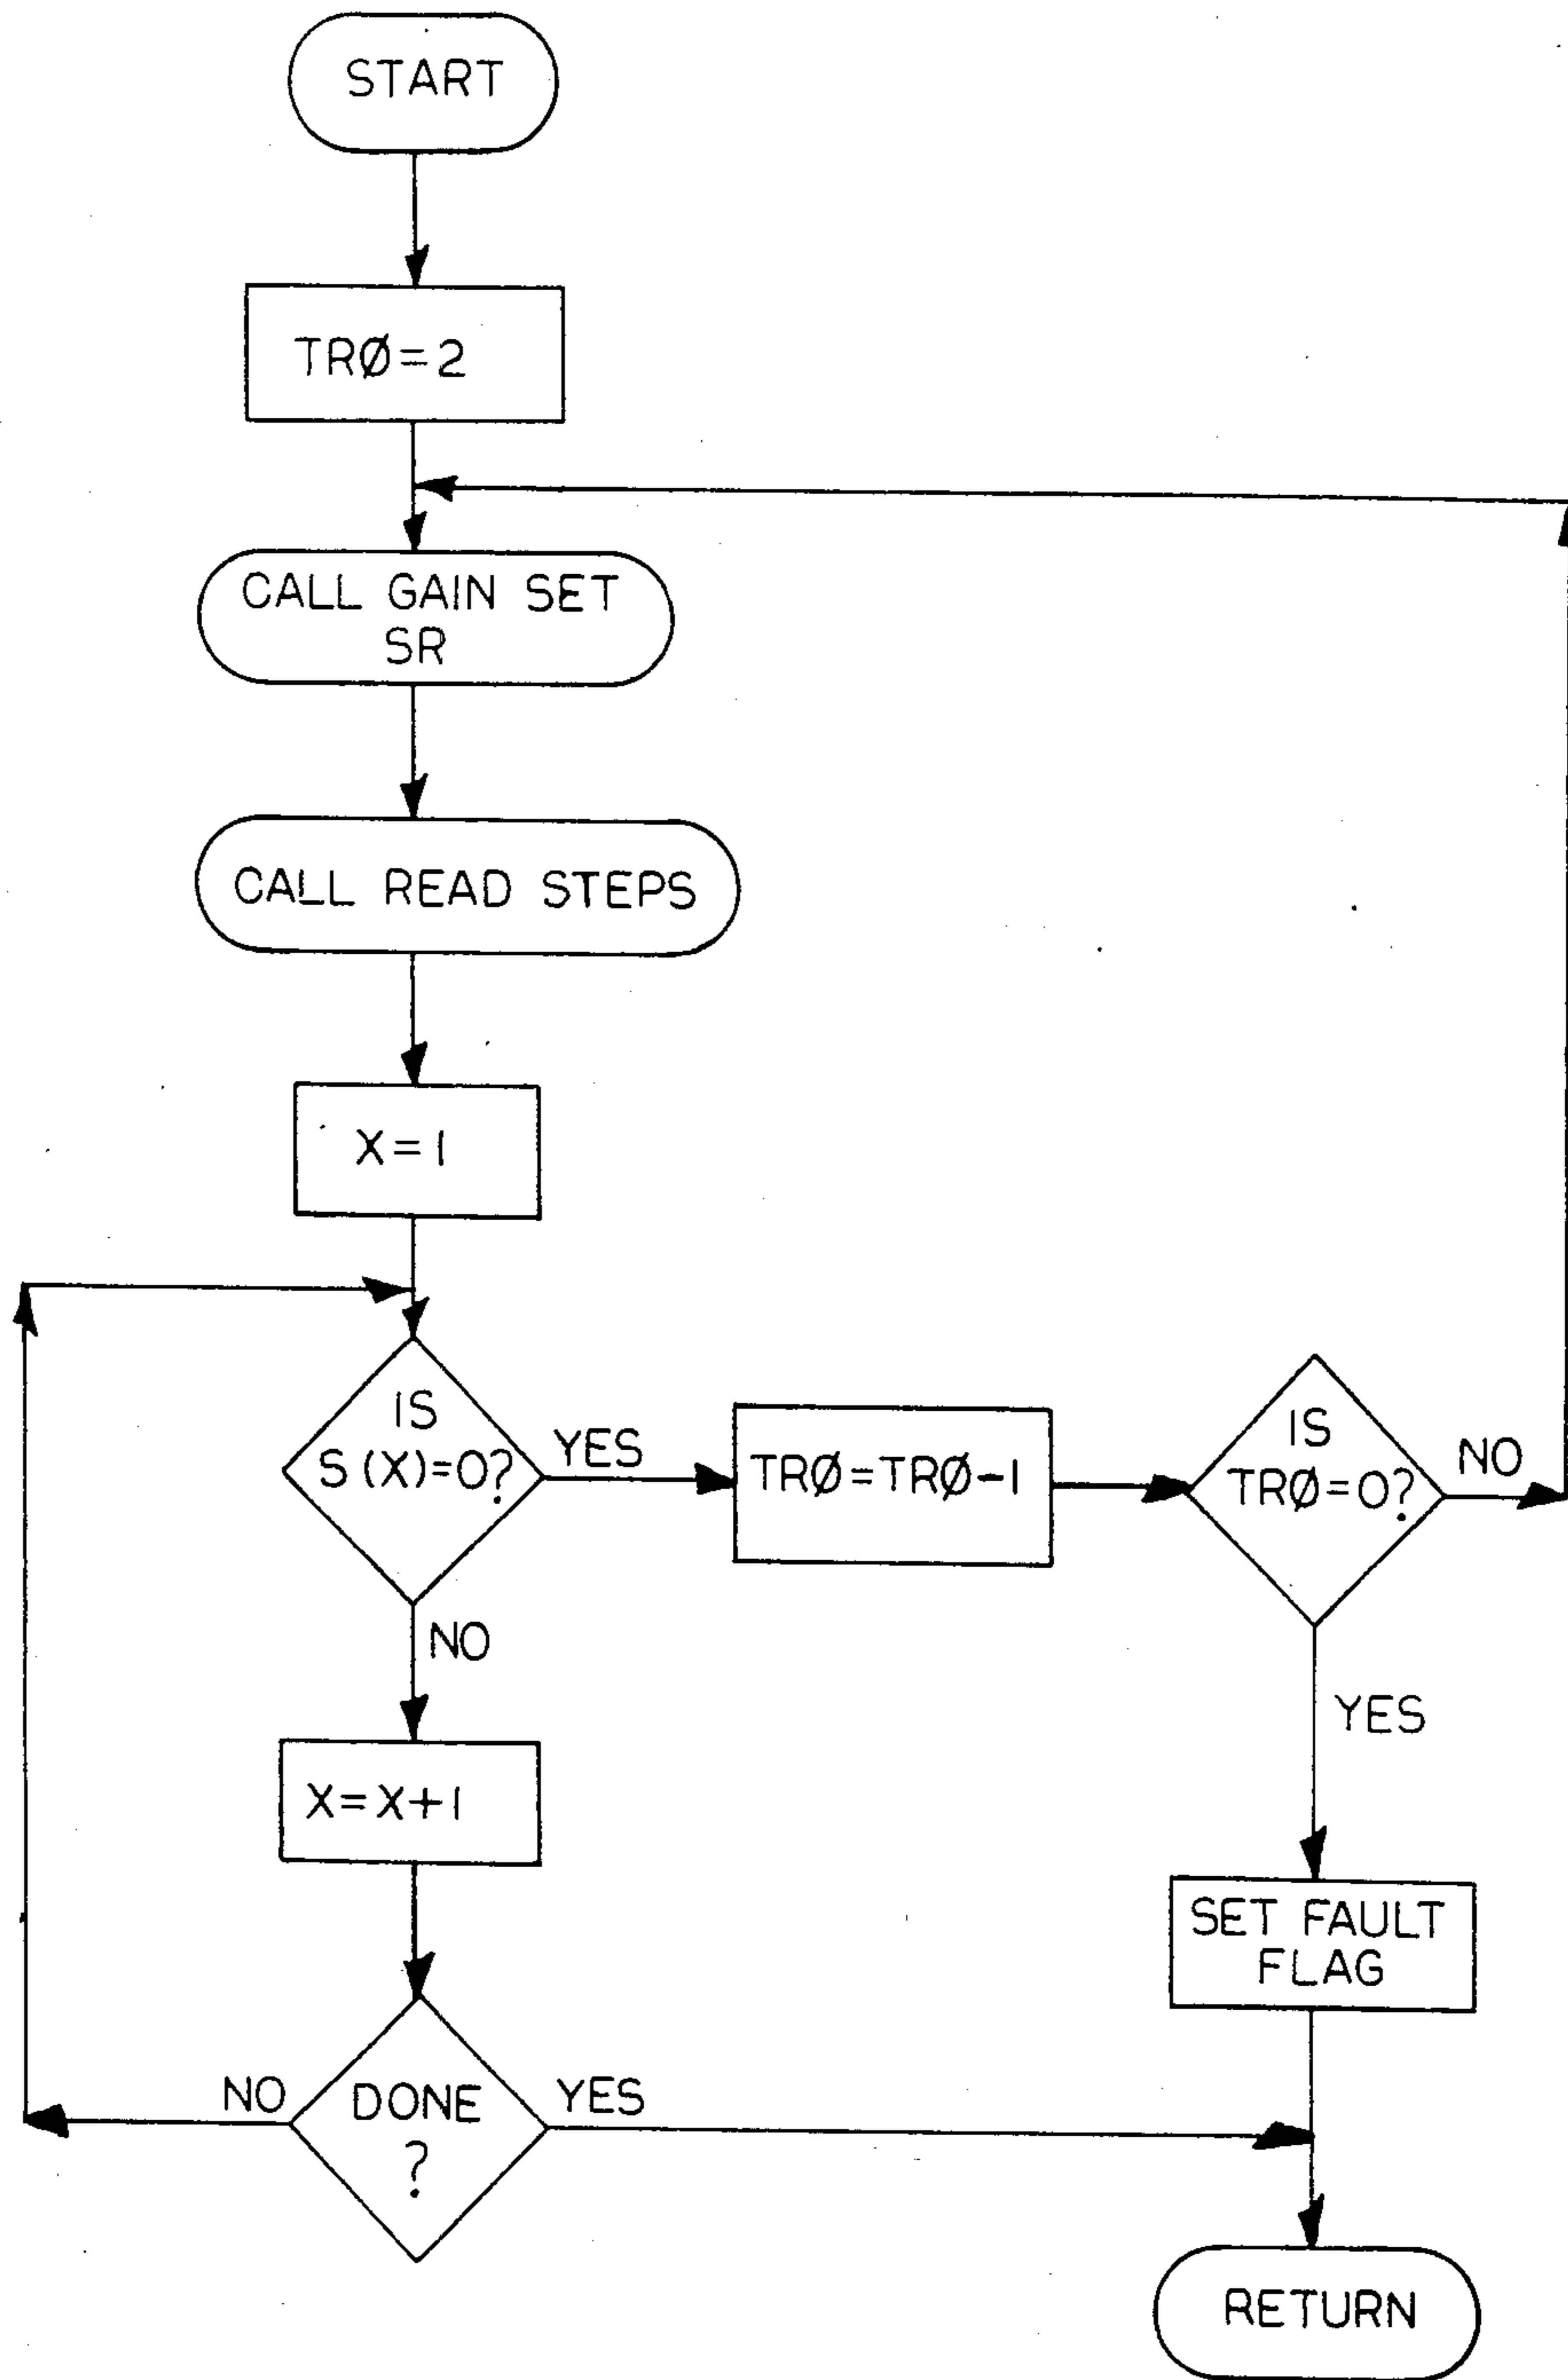 START
TRØ=2
CALL GAIN SET
SR
CALL READ STEPS
X=1
IS
S(X)=0?
YES
TRØ=TRØ-1
IS
TRØ=0?
NO
NO
YES
X=X+1
SET FAULT
FLAG
NO
DONE
?
YES
RETURN